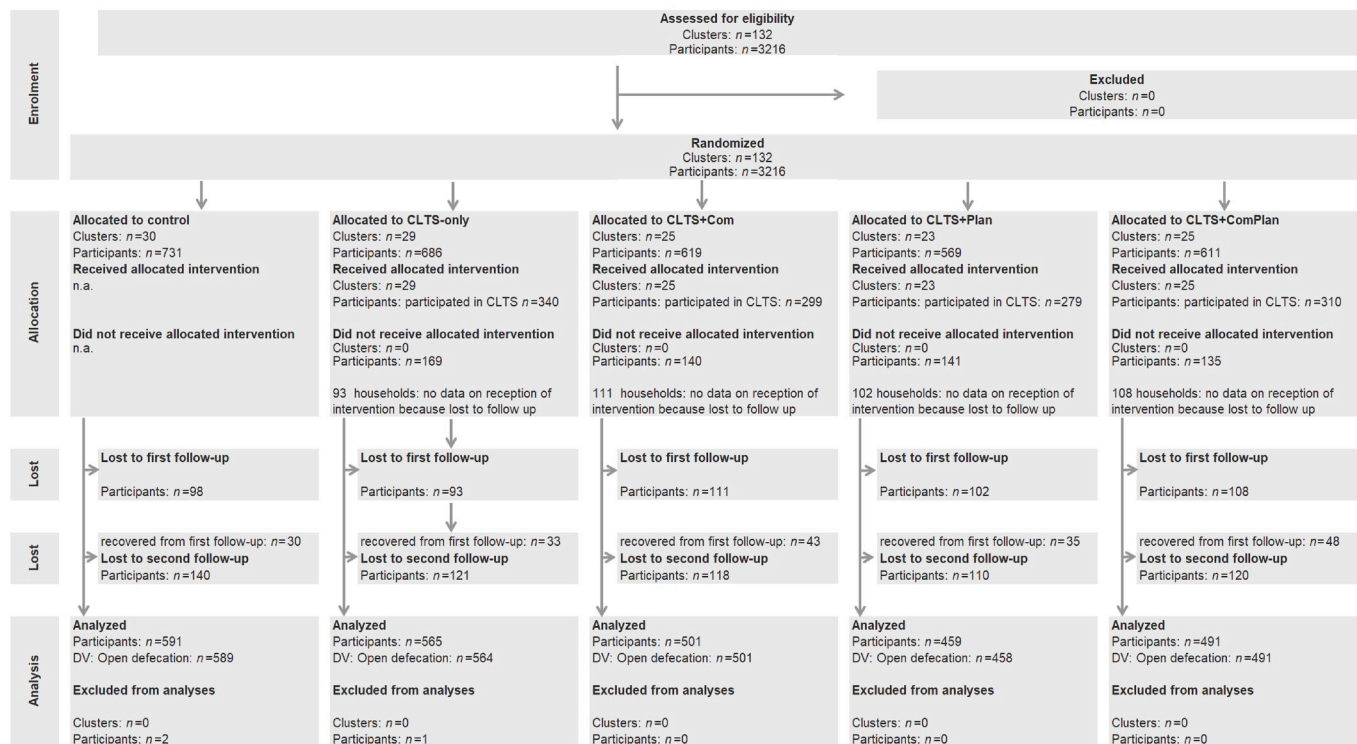 Enrolment
Assessed for eligibility
Clusters: n=132
Participants: n=3216
Excluded
Clusters: n=0
Participants: n=0
Randomized
Clusters: n=132
Participants: n=3216
Allocation
Allocated to control
Clusters: n=30
Participants: n=731
Received allocated intervention
n.a.
Did not receive allocated intervention
n.a.
Allocated to CLTS-only
Clusters: n=29
Participants: n=686
Received allocated intervention
Clusters: n=29
Participants: participated in CLTS n=340
Did not receive allocated intervention
Clusters: n=0
Participants: n=169
93 households: no data on reception of
intervention because lost to follow up
Allocated to CLTS+Com
Clusters: n=25
Participants: n=619
Received allocated intervention
Clusters: n=25
Participants: participated in CLTS: n=299
Did not receive allocated intervention
Clusters: n=0
Participants: n=140
111 households: no data on reception of
intervention because lost to follow up
Allocated to CLTS+Plan
Clusters: n=23
Participants: n=569
Received allocated intervention
Clusters: n=23
Participants: participated in CLTS: n=279
Did not receive allocated intervention
Clusters: n=0
Participants: n=141
102 households: no data on reception of
intervention because lost to follow up
Allocated to CLTS+ComPlan
Clusters: n=25
Participants: n=611
Received allocated intervention
Clusters: n=25
Participants: participated in CLTS: n=310
Did not receive allocated intervention
Clusters: n=0
Participants: n=135
108 households: no data on reception of
intervention because lost to follow up
Lost
Lost to first follow-up
Participants: n=98
Lost to first follow-up
Participants: n=93
Lost to first follow-up
Participants: n=111
Lost to first follow-up
Participants: n=102
Lost to first follow-up
Participants: n=108
Lost
recovered from first follow-up: n=30
Lost to second follow-up
Participants: n=140
recovered from first follow-up: n=33
Lost to second follow-up
Participants: n=121
recovered from first follow-up: n=43
Lost to second follow-up
Participants: n=118
recovered from first follow-up: n=35
Lost to second follow-up
Participants: n=110
recovered from first follow-up: n=48
Lost to second follow-up
Participants: n=120
Analysis
Analyzed
Participants: n=591
DV: Open defecation: n=589
Excluded from analyses
Clusters: n=0
Participants: n=2
Analyzed
Participants: n=565
DV: Open defecation: n=564
Excluded from analyses
Clusters: n=0
Participants: n=1
Analyzed
Participants: n=501
DV: Open defecation: n=501
Excluded from analyses
Clusters: n=0
Participants: n=0
Analyzed
Participants: n=459
DV: Open defecation: n=458
Excluded from analyses
Clusters: n=0
Participants: n=0
Analyzed
Participants: n=491
DV: Open defecation: n=491
Excluded from analyses
Clusters: n=0
Participants: n=0